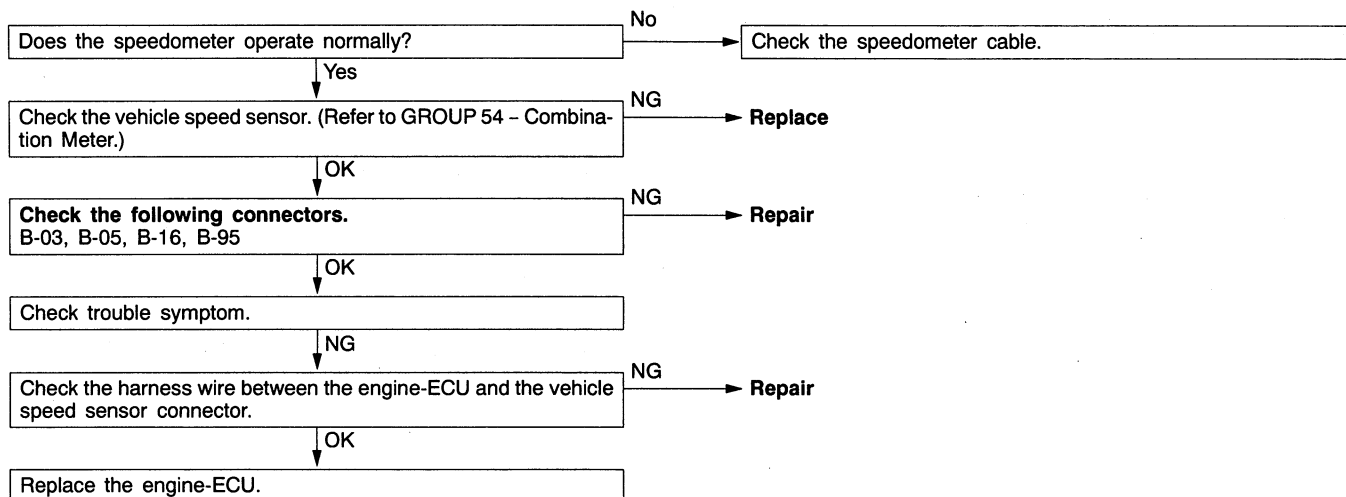 Does the speedometer operate normally?
No
Check the speedometer cable.
Yes
Check the vehicle speed sensor. (Refer to GROUP 54 – Combina-
tion Meter.)
NG
Replace
OK
Check the following connectors.
B-03, B-05, B-16, B-95
NG
Repair
OK
Check trouble symptom.
NG
Check the harness wire between the engine-ECU and the vehicle
speed sensor connector.
NG
Repair
OK
Replace the engine-ECU.